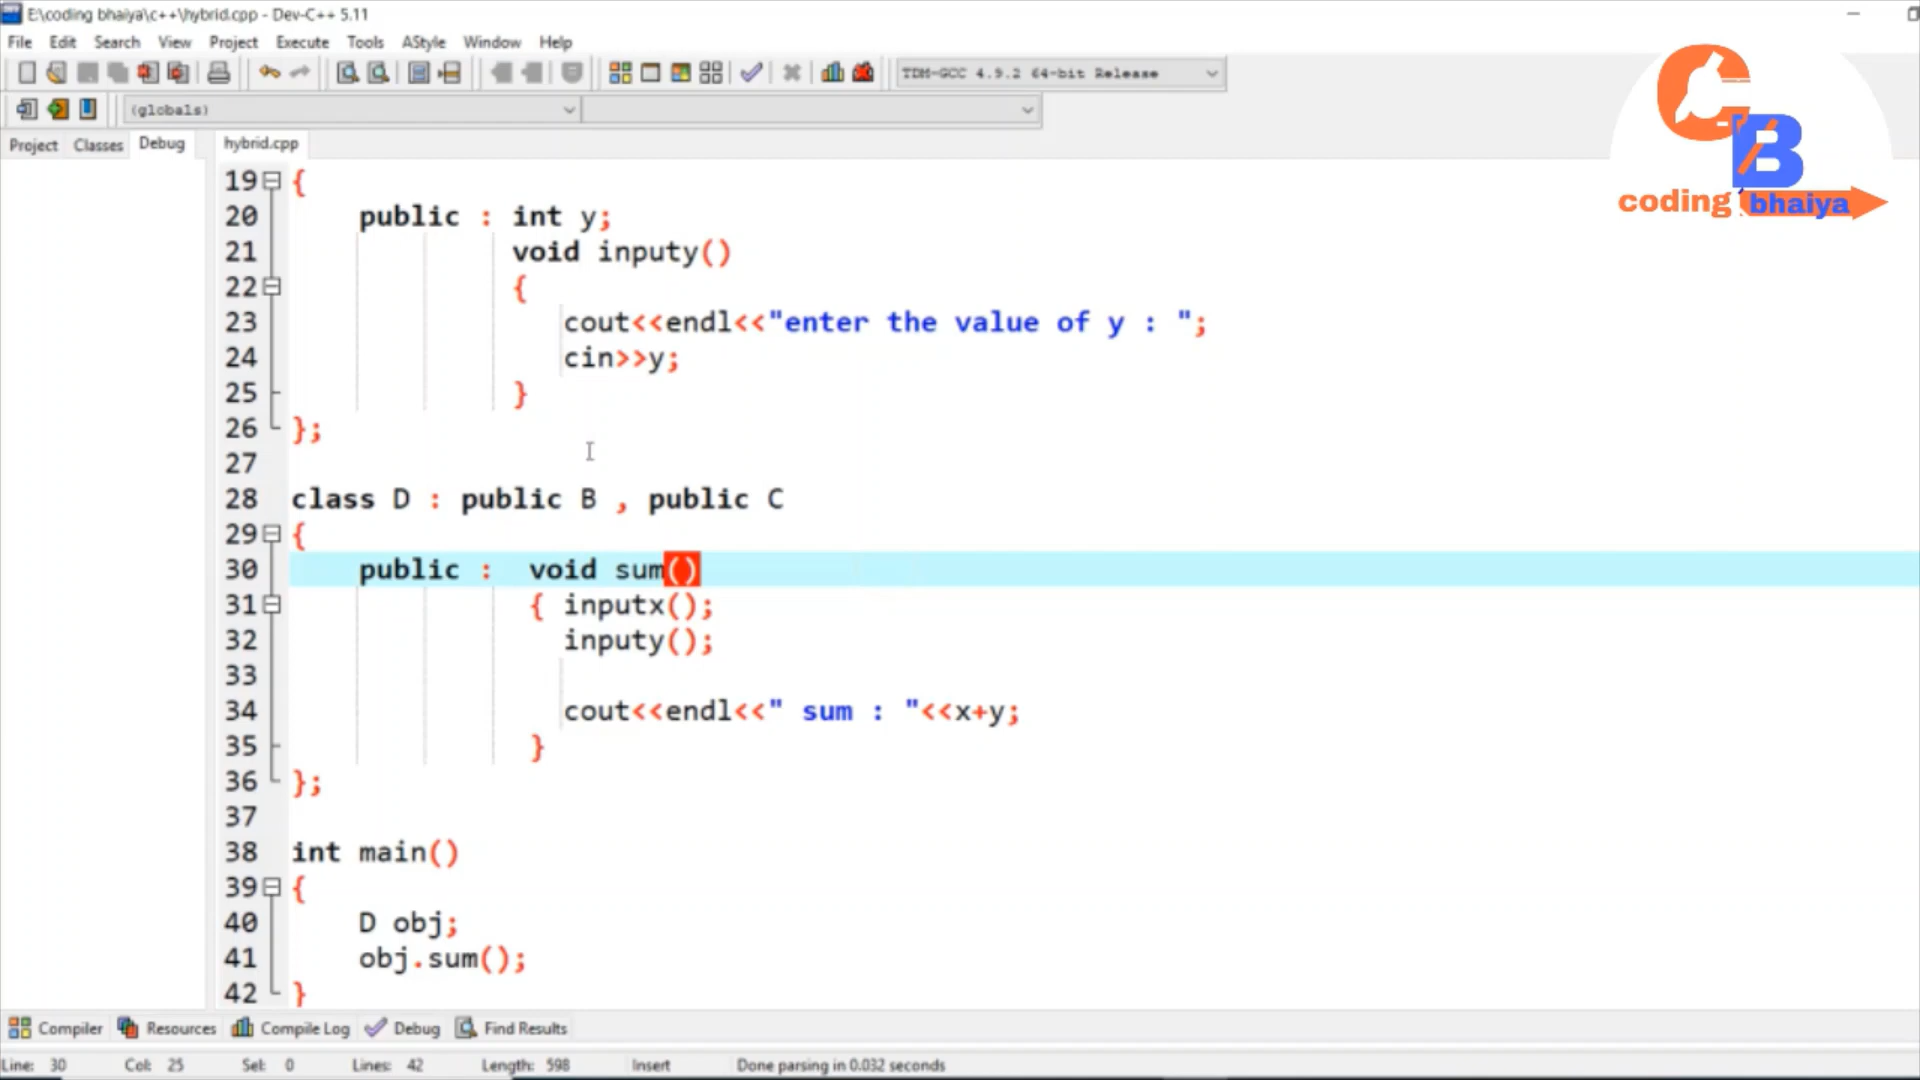 E:\coding bhaiya\c++\hybrid.cpp - Dev-C++ 5.11
File Edit Search View Project Execute Tools AStyle Window Help
TDM-GCC 4.9.2 64-bit Release
(globals)
Project Classes Debug hybrid.cpp
CB
coding bhaiya
19 {
20 public : int y;
21 void inputy()
22 {
23 cout<<endl<<"enter the value of y : ";
24 cin>>y;
25 }
26 };
27
28 class D : public B , public C
29 {
30 public : void sum()
31 { inputx();
32 inputy();
33
34 cout<<endl<<" sum : "<<x+y;
35 }
36 };
37
38 int main()
39 {
40 D obj;
41 obj.sum();
42 }
Compiler Resources Compile Log Debug Find Results
Line: 30 Col: 25 Sel: 0 Lines: 42 Length: 598 Insert Done parsing in 0.032 seconds